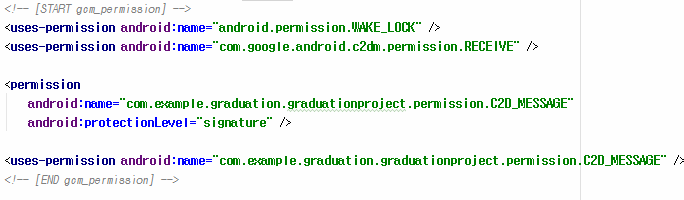 <!-- [START gcm_permission] -->
<uses-permission android:name="android.permission.WAKE_LOCK" />
<uses-permission android:name="com.google.android.c2dm.permission.RECEIVE" />
<permission
android:name="com.example.graduation.graduationproject.permission.C2D_MESSAGE"
android:protectionLevel="signature" />
<uses-permission android:name="com.example.graduation.graduationproject.permission.C2D_MESSAGE" />
<!-- [END gcm_permission] -->